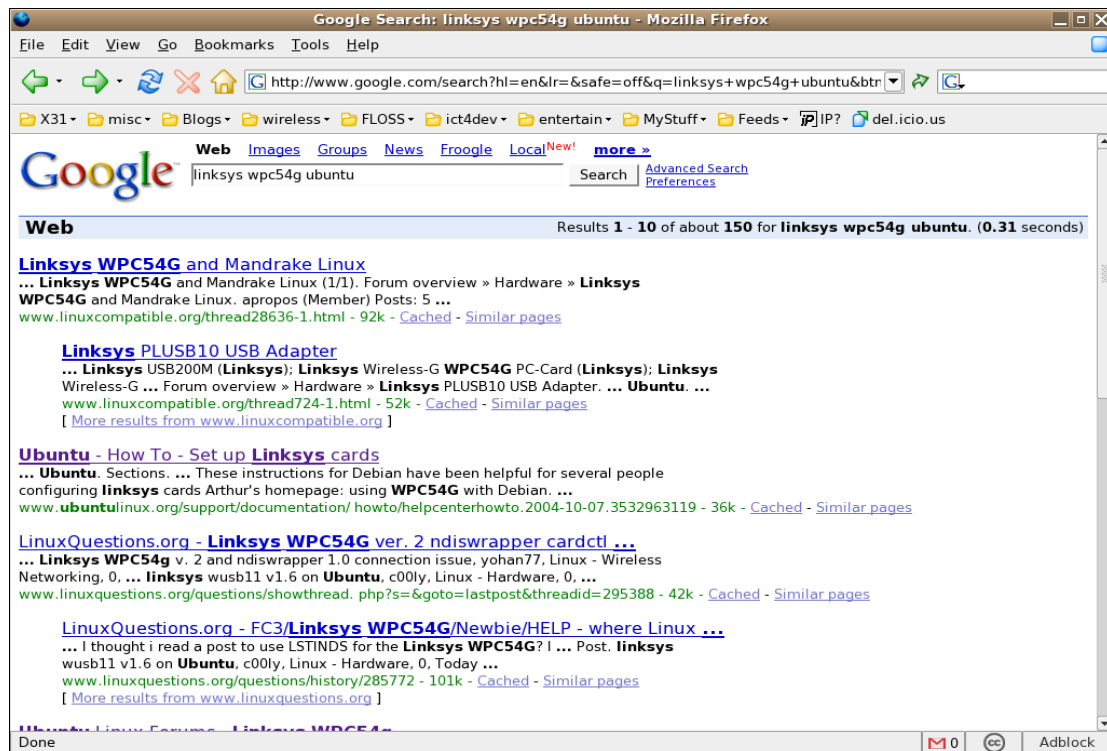 Google Search: linksys wpc54g ubuntu - Mozilla Firefox
File Edit View Go Bookmarks Tools Help
http://www.google.com/search?hl=en&lr=&safe=off&q=linksys+wpc54g+ubuntu&btn
X31 misc Blogs wireless FLOSS ict4dev entertain MyStuff Feeds IP? del.icio.us
Google™
Web Images Groups News Froogle Local New! more »
linksys wpc54g ubuntu Search Advanced Search
Preferences
Web Results 1 - 10 of about 150 for linksys wpc54g ubuntu. (0.31 seconds)
Linksys WPC54G and Mandrake Linux
... Linksys WPC54G and Mandrake Linux (1/1). Forum overview » Hardware » Linksys
WPC54G and Mandrake Linux. apropos (Member) Posts: 5 ...
www.linuxcompatible.org/thread28636-1.html - 92k - Cached - Similar pages
Linksys PLUSB10 USB Adapter
... Linksys USB200M (Linksys); Linksys Wireless-G WPC54G PC-Card (Linksys); Linksys
Wireless-G ... Forum overview » Hardware » Linksys PLUSB10 USB Adapter. ... Ubuntu. ...
www.linuxcompatible.org/thread724-1.html - 52k - Cached - Similar pages
[ More results from www.linuxcompatible.org ]
Ubuntu - How To - Set up Linksys cards
... Ubuntu. Sections. ... These instructions for Debian have been helpful for several people
configuring linksys cards Arthur's homepage: using WPC54G with Debian. ...
www.ubuntulinux.org/support/documentation/ howto/helpcenterhowto.2004-10-07.3532963119 - 36k - Cached - Similar pages
LinuxQuestions.org - Linksys WPC54G ver. 2 ndiswrapper cardctl ...
... Linksys WPC54g v. 2 and ndiswrapper 1.0 connection issue, yohan77, Linux - Wireless
Networking, 0, ... linksys wusb11 v1.6 on Ubuntu, c00ly, Linux - Hardware, 0, ...
www.linuxquestions.org/questions/showthread. php?s=&goto=lastpost&threadid=295388 - 42k - Cached - Similar pages
LinuxQuestions.org - FC3/Linksys WPC54G/Newbie/HELP - where Linux ...
... I thought i read a post to use LSTINDS for the Linksys WPC54G? I ... Post. linksys
wusb11 v1.6 on Ubuntu, c00ly, Linux - Hardware, 0, Today ...
www.linuxquestions.org/questions/history/285772 - 101k - Cached - Similar pages
[ More results from www.linuxquestions.org ]
Ubuntu Linux Forums - Linksys WPC54g
Done 0 cc Adblock